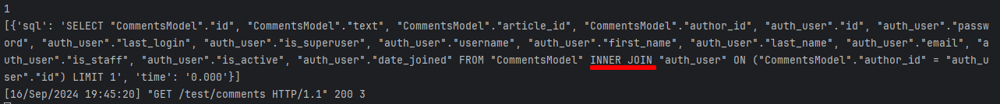 1
[{'sql': 'SELECT "CommentsModel"."id", "CommentsModel"."text", "CommentsModel"."article_id", "CommentsModel"."author_id", "auth_user"."id", "auth_user"."passw
ord", "auth_user"."last_login", "auth_user"."is_superuser", "auth_user"."username", "auth_user"."first_name", "auth_user"."last_name", "auth_user"."email", "a
uth_user"."is_staff", "auth_user"."is_active", "auth_user"."date_joined" FROM "CommentsModel" INNER JOIN "auth_user" ON ("CommentsModel"."author_id" = "auth_u
ser"."id") LIMIT 1', 'time': '0.000'}]
[16/Sep/2024 19:45:20] "GET /test/comments HTTP/1.1" 200 3